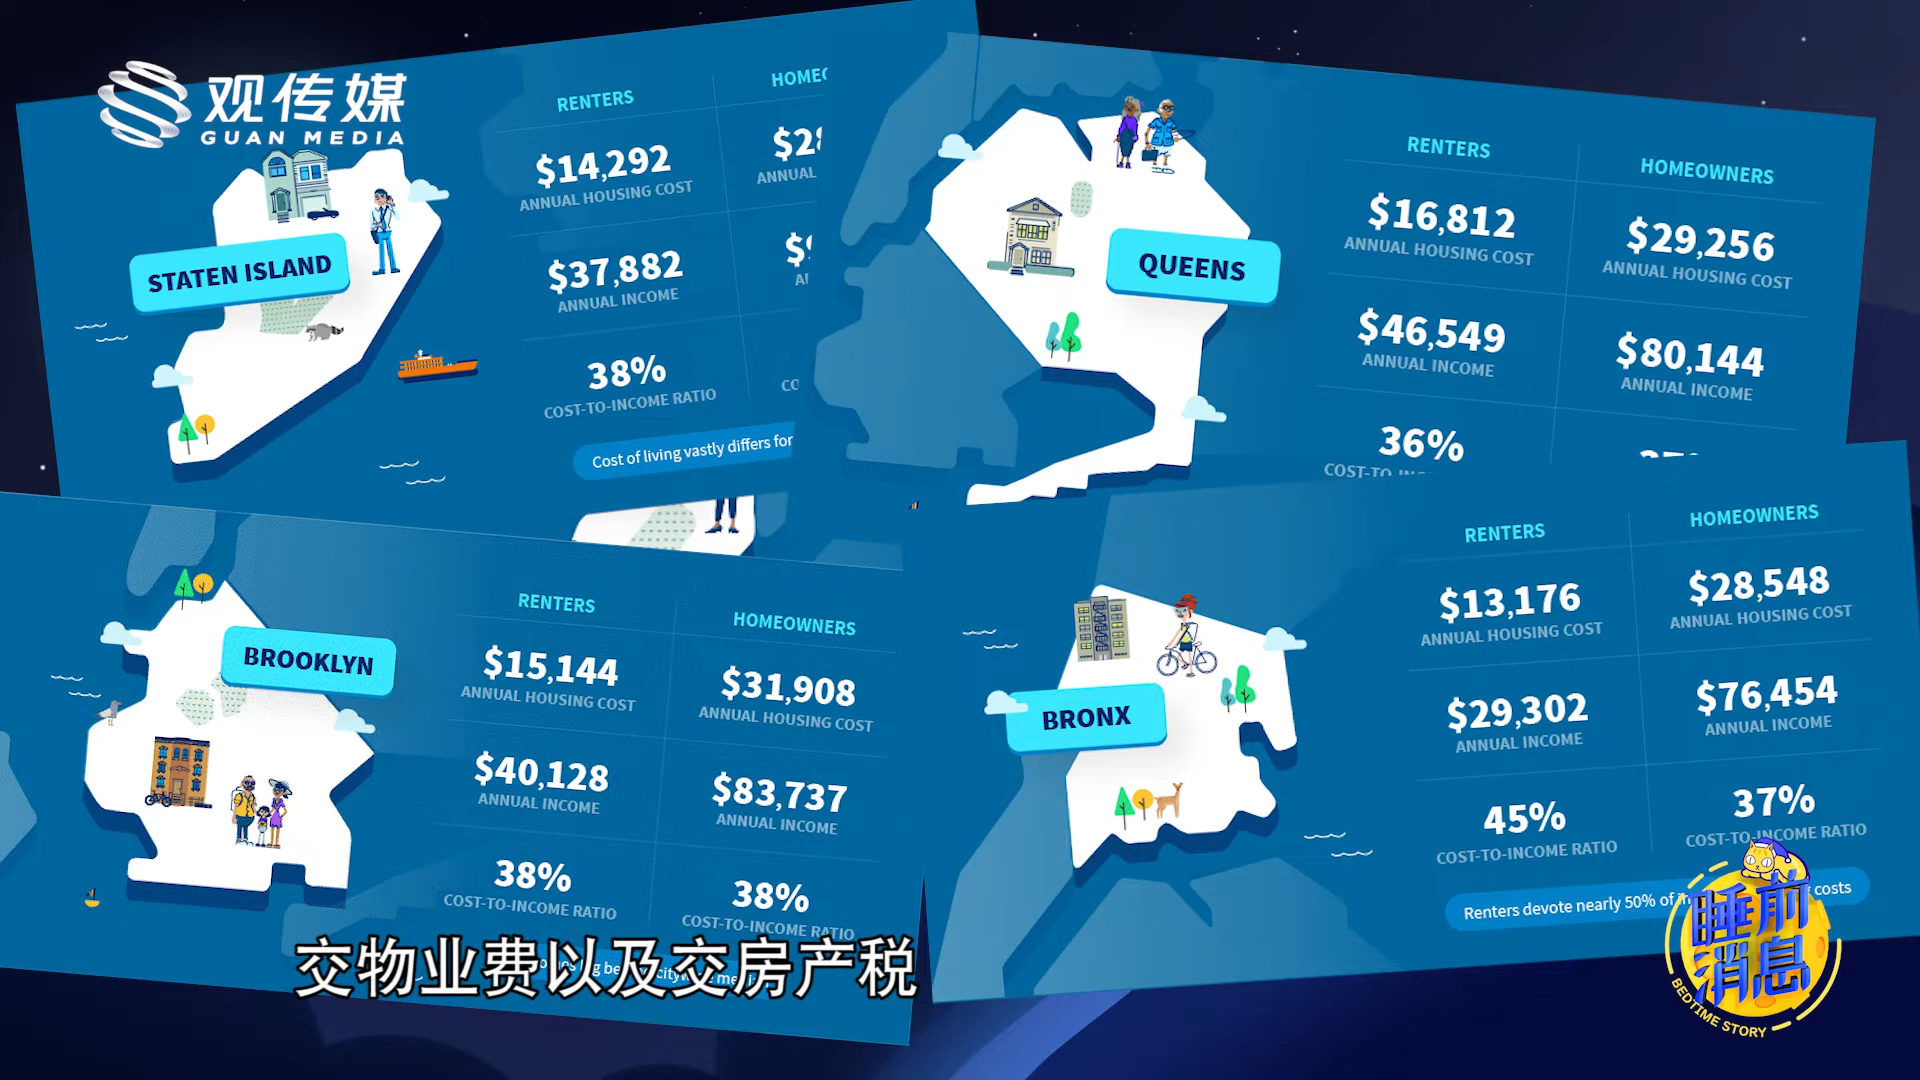 观传媒
GUAN MEDIA
RENTERS
$14,292
ANNUAL HOUSING COST
ANNUAL
$37,882
ANNUAL INCOME
38%
COST-TO-INCOME RATIO
STATEN ISLAND
Cost of living vastly differs for
RENTERS
HOMEOWNERS
$16,812
ANNUAL HOUSING COST
$29,256
ANNUAL HOUSING COST
QUEENS
$46,549
ANNUAL INCOME
$80,144
ANNUAL INCOME
36%
RENTERS
HOMEOWNERS
BROOKLYN
$15,144
ANNUAL HOUSING COST
$31,908
ANNUAL HOUSING COST
$40,128
ANNUAL INCOME
$83,737
ANNUAL INCOME
38%
COST-TO-INCOME RATIO
38%
COST-TO-INCOME RATIO
RENTERS
HOMEOWNERS
$13,176
ANNUAL HOUSING COST
$28,548
ANNUAL HOUSING COST
BRONX
$29,302
ANNUAL INCOME
$76,454
ANNUAL INCOME
45%
COST-TO-INCOME RATIO
37%
COST-TO-INCOME RATIO
Renters devote nearly 50% of costs
交物业费以及交房产税
睡前
消息
BEDTIME STORY